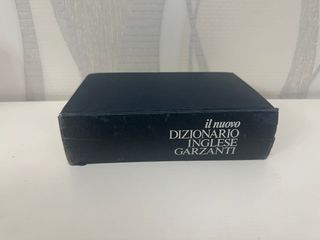 il nuovo
DIZIONARIO
INGLESE
GARZANTI